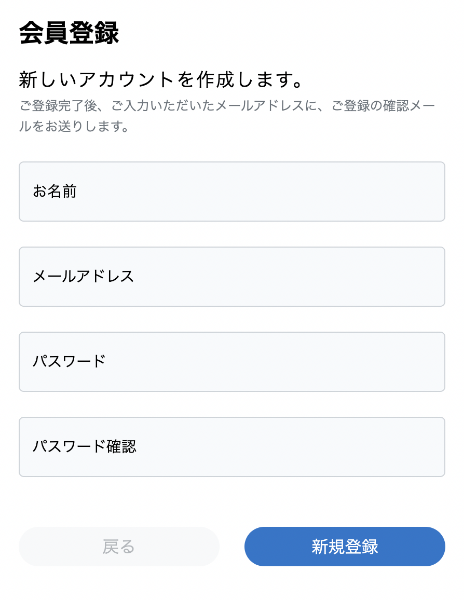 会員登録
新しいアカウントを作成します。
ご登録完了後、ご入力いただいたメールアドレスに、ご登録の確認メー
ルをお送りします。
お名前
メールアドレス
パスワード
パスワード確認
戻る
新規登録